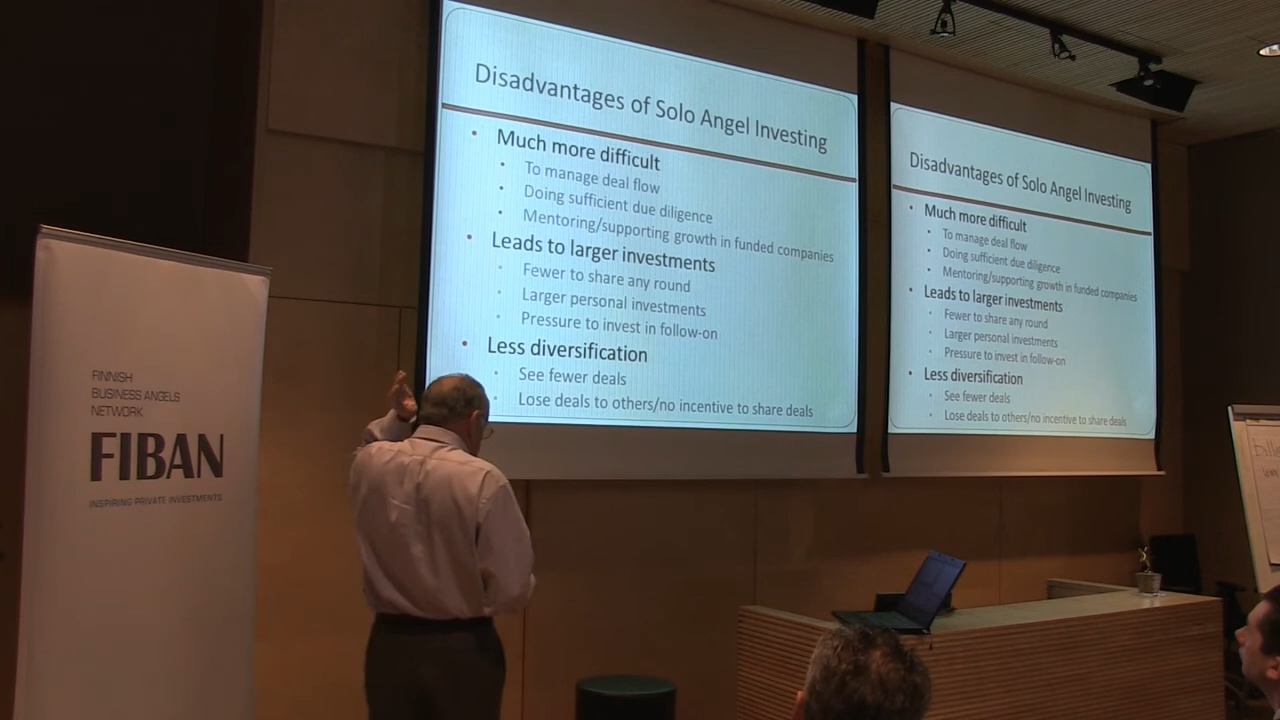 FINNISH
BUSINESS ANGELS
NETWORK
FIBAN
INSPIRING PRIVATE INVESTMENTS
Disadvantages of Solo Angel Investing
• Much more difficult
• To manage deal flow
• Doing sufficient due diligence
• Mentoring/supporting growth in funded companies
• Leads to larger investments
• Fewer to share any round
• Larger personal investments
• Pressure to invest in follow-on
• Less diversification
• See fewer deals
• Lose deals to others/no incentive to share deals
Disadvantages of Solo Angel Investing
• Much more difficult
• To manage deal flow
• Doing sufficient due diligence
• Mentoring/supporting growth in funded companies
• Leads to larger investments
• Fewer to share any round
• Larger personal investments
• Pressure to invest in follow-on
• Less diversification
• See fewer deals
• Lose deals to others/no incentive to share deals